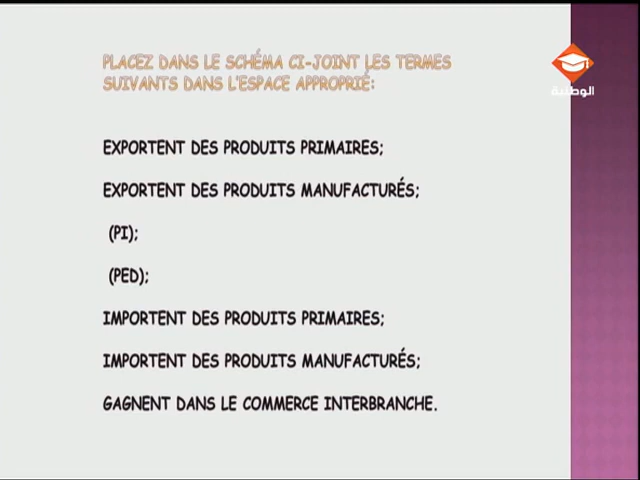 PLACEZ DANS LE SCHÉMA CI-JOINT LES TERMES
SUIVANTS DANS L'ESPACE APPROPRIÉ:
الوطنية
EXPORTENT DES PRODUITS PRIMAIRES;
EXPORTENT DES PRODUITS MANUFACTURÉS;
(PI);
(PED);
IMPORTENT DES PRODUITS PRIMAIRES;
IMPORTENT DES PRODUITS MANUFACTURÉS;
GAGNENT DANS LE COMMERCE INTERBRANCHE.